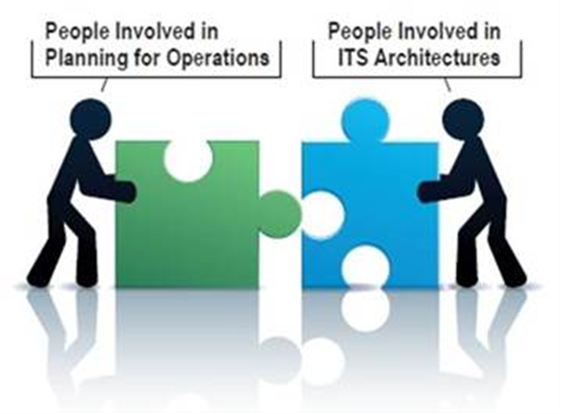 People Involved in
Planning for Operations
People Involved in
ITS Architectures